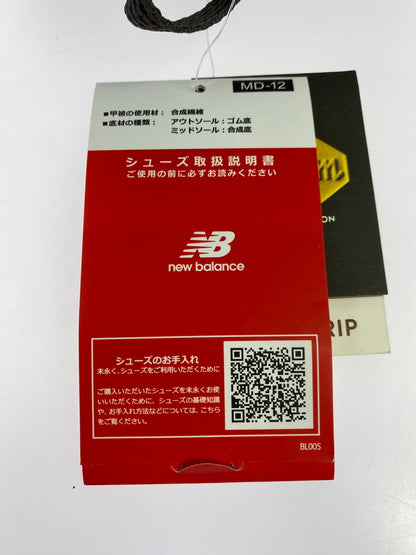 MD-12
■甲被の使用材： 合成繊維
■底材の種類： アウトソール：ゴム底
ミッドソール：合成底
シューズ取扱説明書
ご使用の前に必ずお読みください
NB
new balance
シューズのお手入れ
末永く、シューズをご利用いただくために
ご購入いただいたシューズを末永くお使
いいただくために、シューズの基礎知識
や、お手入れ方法などについては、こちら
をご覧ください。
BL005
m
ON
RIP